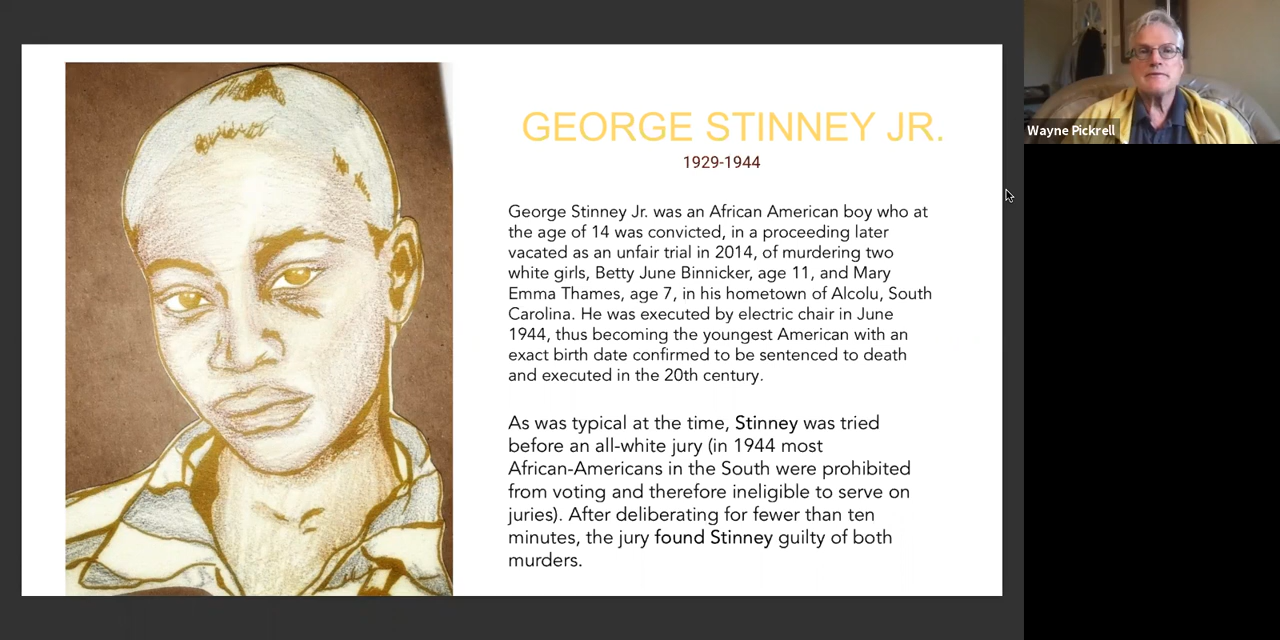 GEORGE STINNEY JR.
1929-1944
George Stinney Jr. was an African American boy who at
the age of 14 was convicted, in a proceeding later
vacated as an unfair trial in 2014, of murdering two
white girls, Betty June Binnicker, age 11, and Mary
Emma Thames, age 7, in his hometown of Alcolu, South
Carolina. He was executed by electric chair in June
1944, thus becoming the youngest American with an
exact birth date confirmed to be sentenced to death
and executed in the 20th century.
As was typical at the time, Stinney was tried
before an all-white jury (in 1944 most
African-Americans in the South were prohibited
from voting and therefore ineligible to serve on
juries). After deliberating for fewer than ten
minutes, the jury found Stinney guilty of both
murders.
Wayne Pickrell